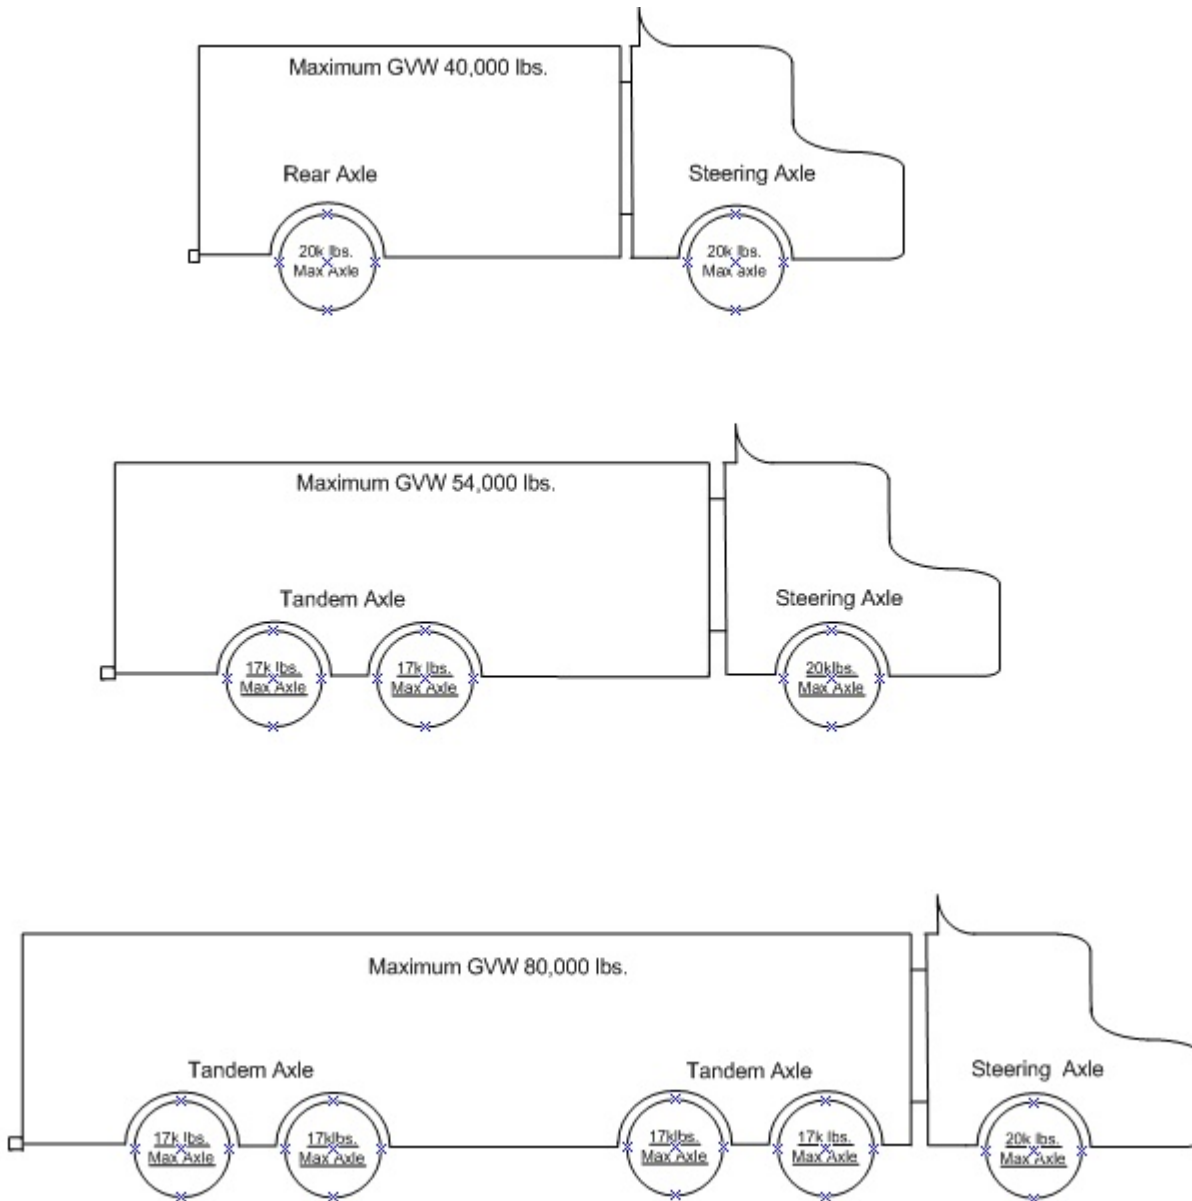 Maximum GVW 40,000 lbs.
Rear Axle
Steering Axle
20k lbs.
Max Axle
20k lbs.
Max axle
Maximum GVW 54,000 lbs.
Tandem Axle
Steering Axle
17k lbs.
Max Axle
17k lbs.
Max Axle
20klbs.
Max Axle
Maximum GVW 80,000 lbs.
Tandem Axle
Tandem Axle
Steering Axle
17k lbs.
Max Axle
17klbs.
Max Axle
17klbs.
Max Axle
17k lbs.
Max Axle
20k lbs.
Max Axle